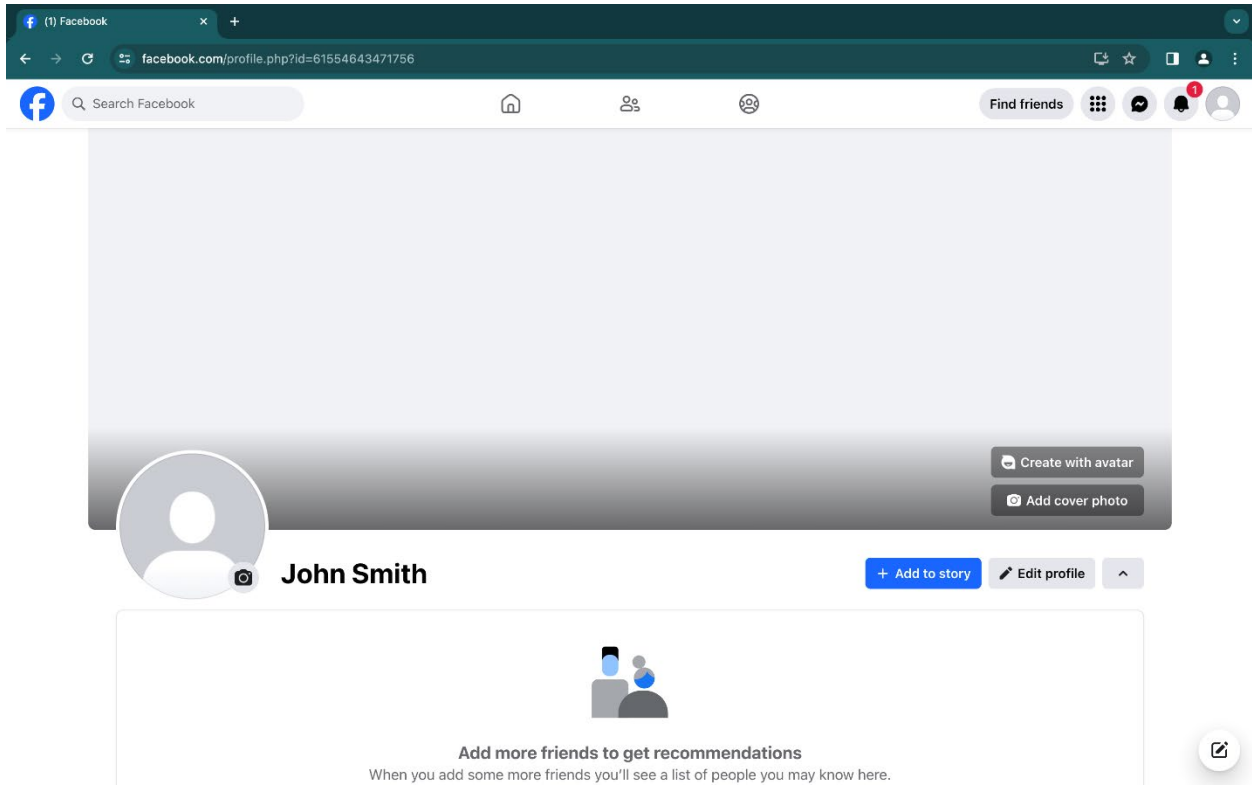 (1) Facebook
facebook.com/profile.php?id=61554643471756
Search Facebook
Find friends
1
Create with avatar
Add cover photo
John Smith
+ Add to story
Edit profile
Add more friends to get recommendations
When you add some more friends you'll see a list of people you may know here.